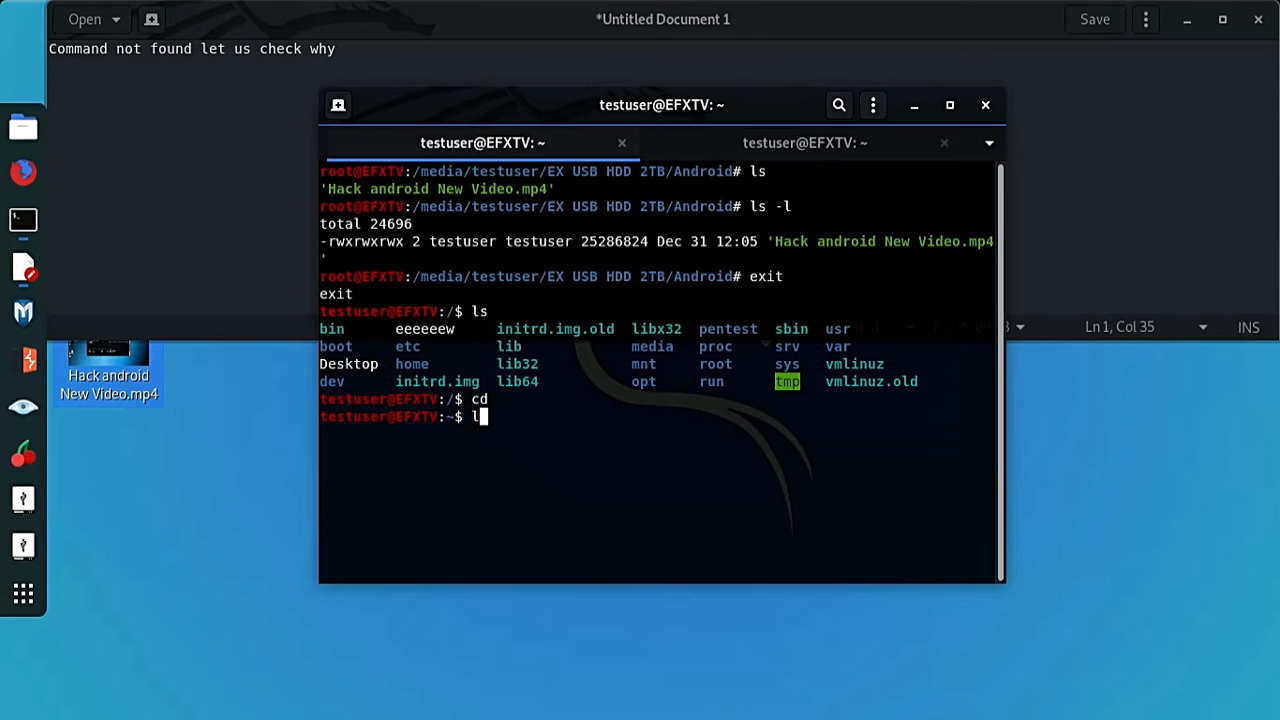 Open
*Untitled Document 1
Save
Command not found let us check why
testuser@EFXTV: ~
testuser@EFXTV: ~
testuser@EFXTV: ~
root@EFXTV:/media/testuser/EX USB HDD 2TB/Android# ls
'Hack android New Video.mp4'
root@EFXTV:/media/testuser/EX USB HDD 2TB/Android# ls -l
total 24696
-rwxrwxrwx 2 testuser testuser 25286824 Dec 31 12:05 'Hack android New Video.mp4
'
root@EFXTV:/media/testuser/EX USB HDD 2TB/Android# exit
exit
testuser@EFXTV:/$ ls
bin eeeeeew initrd.img.old libx32 pentest sbin usr
boot etc lib media proc srv var
Desktop home lib32 mnt root sys vmlinuz
dev initrd.img lib64 opt run tmp vmlinuz.old
testuser@EFXTV:/$ cd
testuser@EFXTV:~$ l
Ln 1, Col 35
INS
Hack android
New Video.mp4